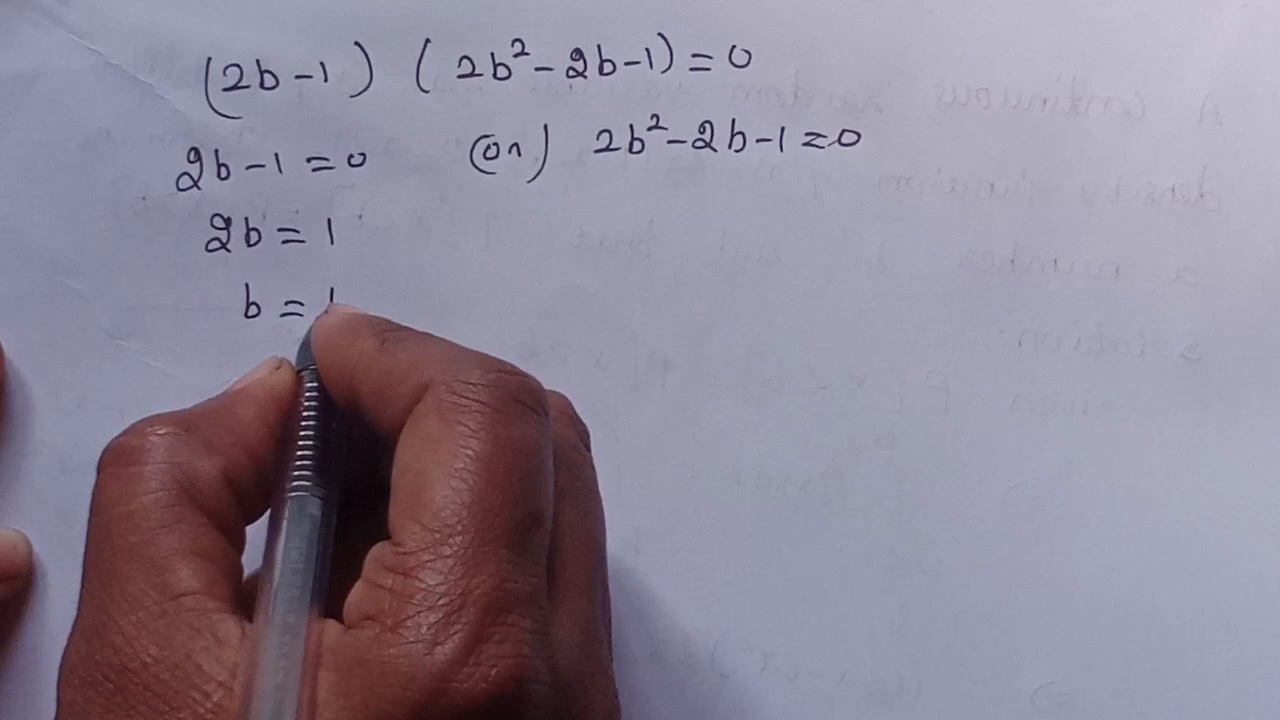 (2b-1) (2b²-2b-1)=0
2b-1=0 (or) 2b²-2b-1=0
2b=1
b=1